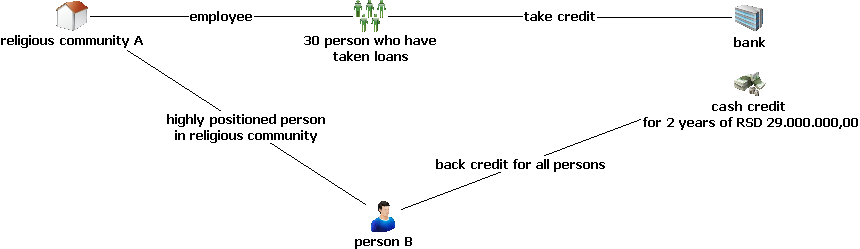 employee
take credit
religious community A
30 person who have
taken loans
bank
cash credit
for 2 years of RSD 29.000.000,00
highly positioned person
in religious community
back credit for all persons
person B